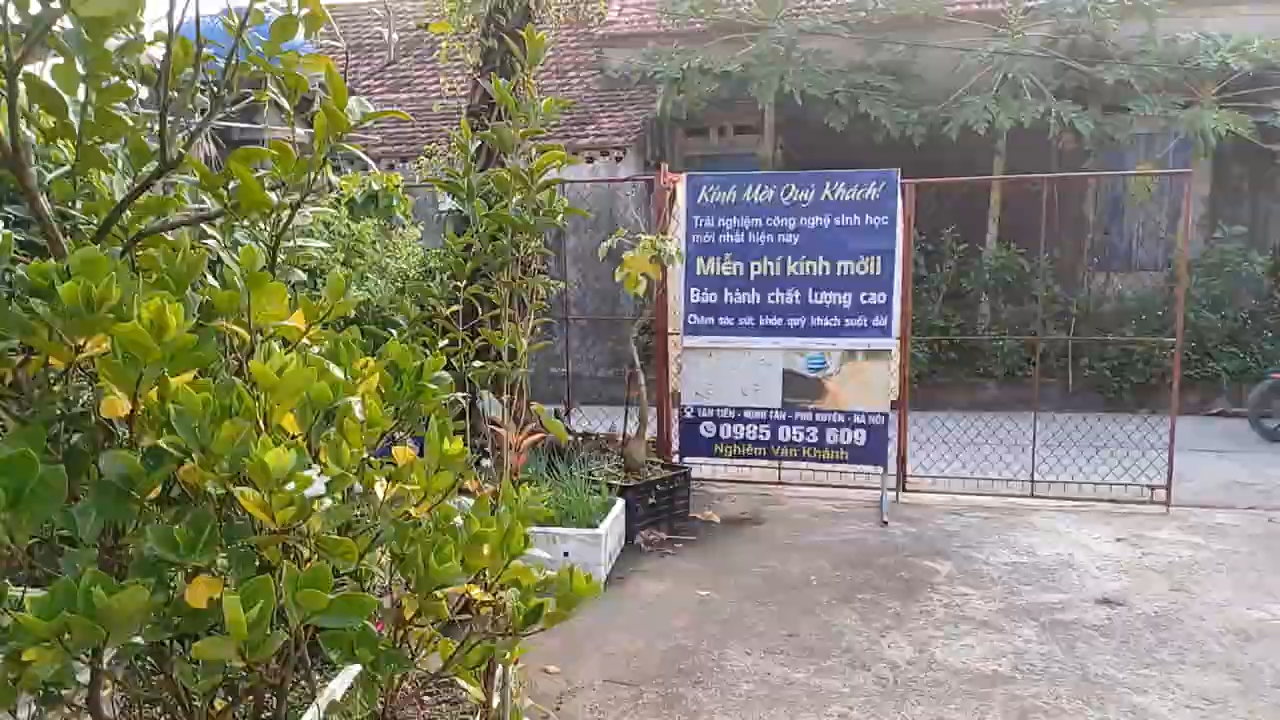 Kính Mời Quý Khách!
Trải nghiệm công nghệ sinh học
mới nhất hiện nay
Miễn phí kính mời!
Bảo hành chất lượng cao
Chăm sóc sức khỏe quý khách suốt đời
TÂN TIẾN - MINH TÂN - PHÚ XUYÊN - HÀ NỘI
0985 053 609
Nghiêm Văn Khánh